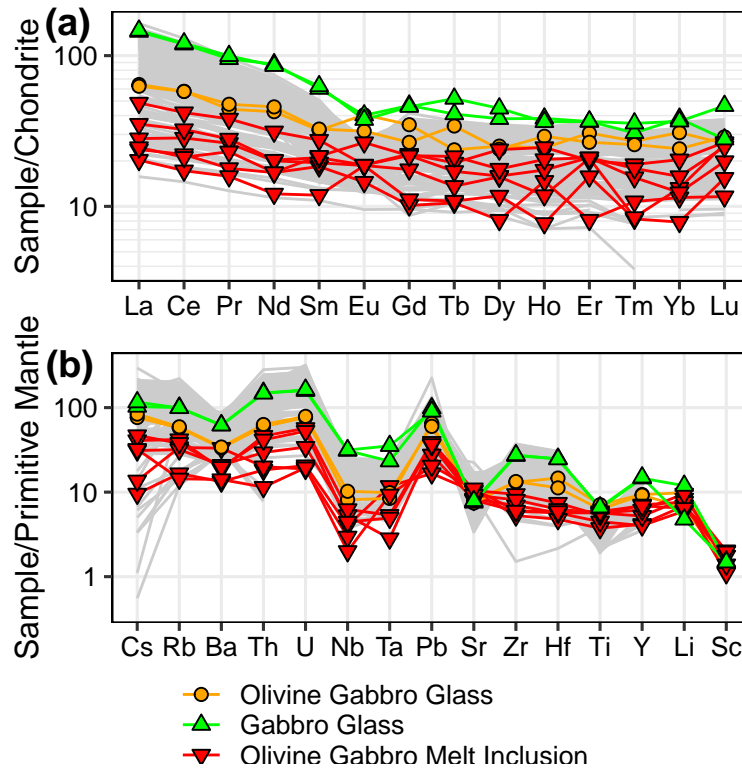 (a)
Sample/Chondrite
100
10
La Ce Pr Nd Sm Eu Gd Tb Dy Ho Er Tm Yb Lu
(b)
Sample/Primitive Mantle
100
10
1
Cs Rb Ba Th U Nb Ta Pb Sr Zr Hf Ti Y Li Sc
Olivine Gabbro Glass
Gabbro Glass
Olivine Gabbro Melt Inclusion